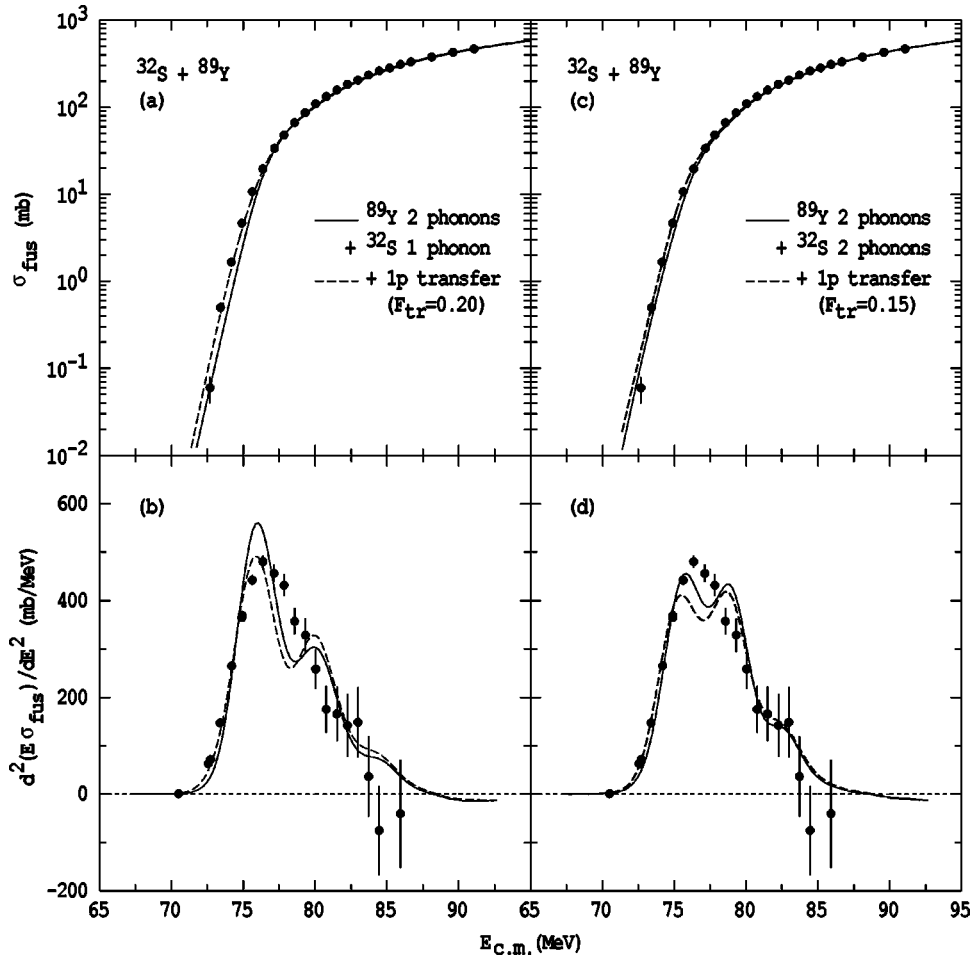 10³
³²S + ⁸⁹Y
(a)
10²
10¹
10⁰
10⁻¹
10⁻²
σfus (mb)
⁸⁹Y 2 phonons
+ ³²S 1 phonon
+ 1p transfer
(Ftr=0.20)
³²S + ⁸⁹Y
(c)
⁸⁹Y 2 phonons
+ ³²S 2 phonons
+ 1p transfer
(Ftr=0.15)
(b)
600
400
200
0
-200
d²(E σfus)/dE² (mb/MeV)
(d)
65 70 75 80 85 90 65 70 75 80 85 90 95
Ec.m.(MeV)